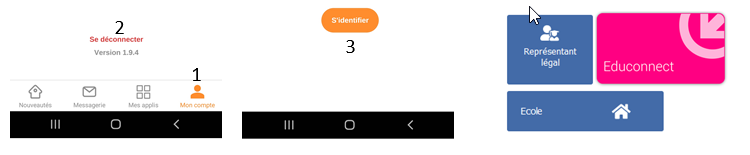 2
Se déconnecter
Version 1.9.4
1
Nouveautés Messagerie Mes applis Mon compte
S'identifier
3
Représentant
légal
Educonnect
Ecole